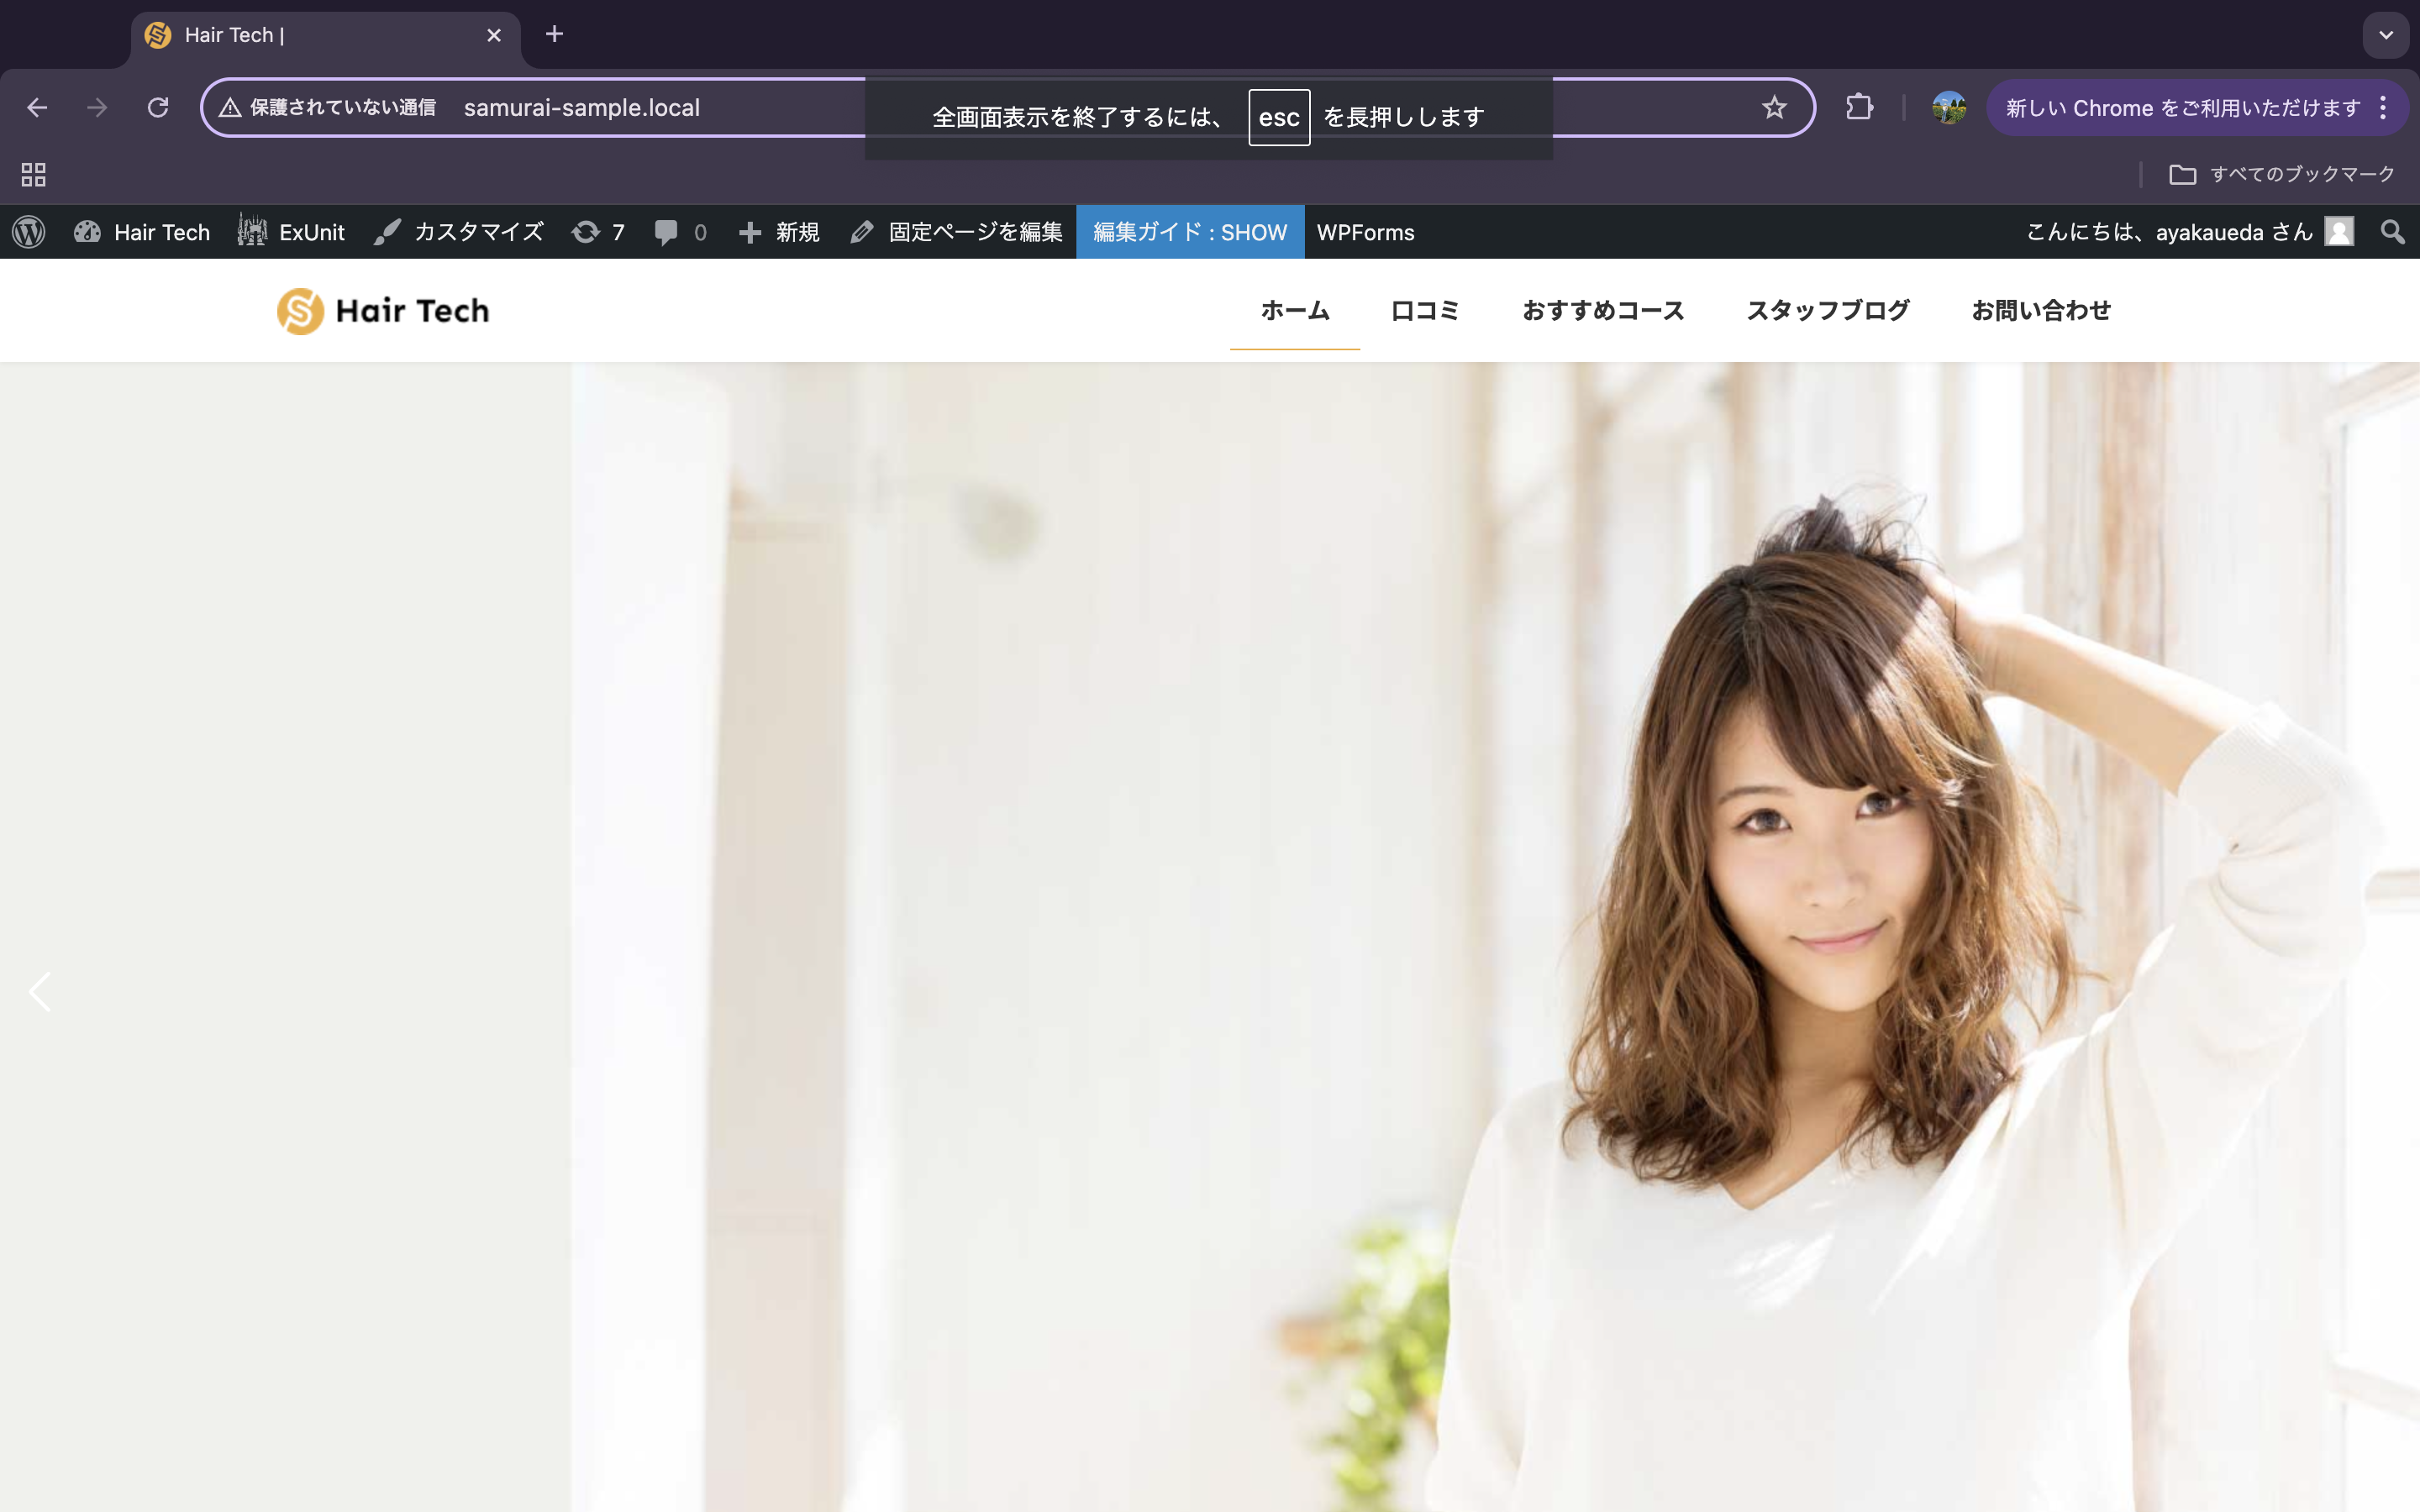 Hair Tech |
保護されていない通信 samurai-sample.local
全画面表示を終了するには、 esc を長押しします
新しい Chrome をご利用いただけます
すべてのブックマーク
Hair Tech ExUnit カスタマイズ 7 0 新規 固定ページを編集 編集ガイド : SHOW WPForms こんにちは、ayakaueda さん
Hair Tech ホーム 口コミ おすすめコース スタッフブログ お問い合わせ